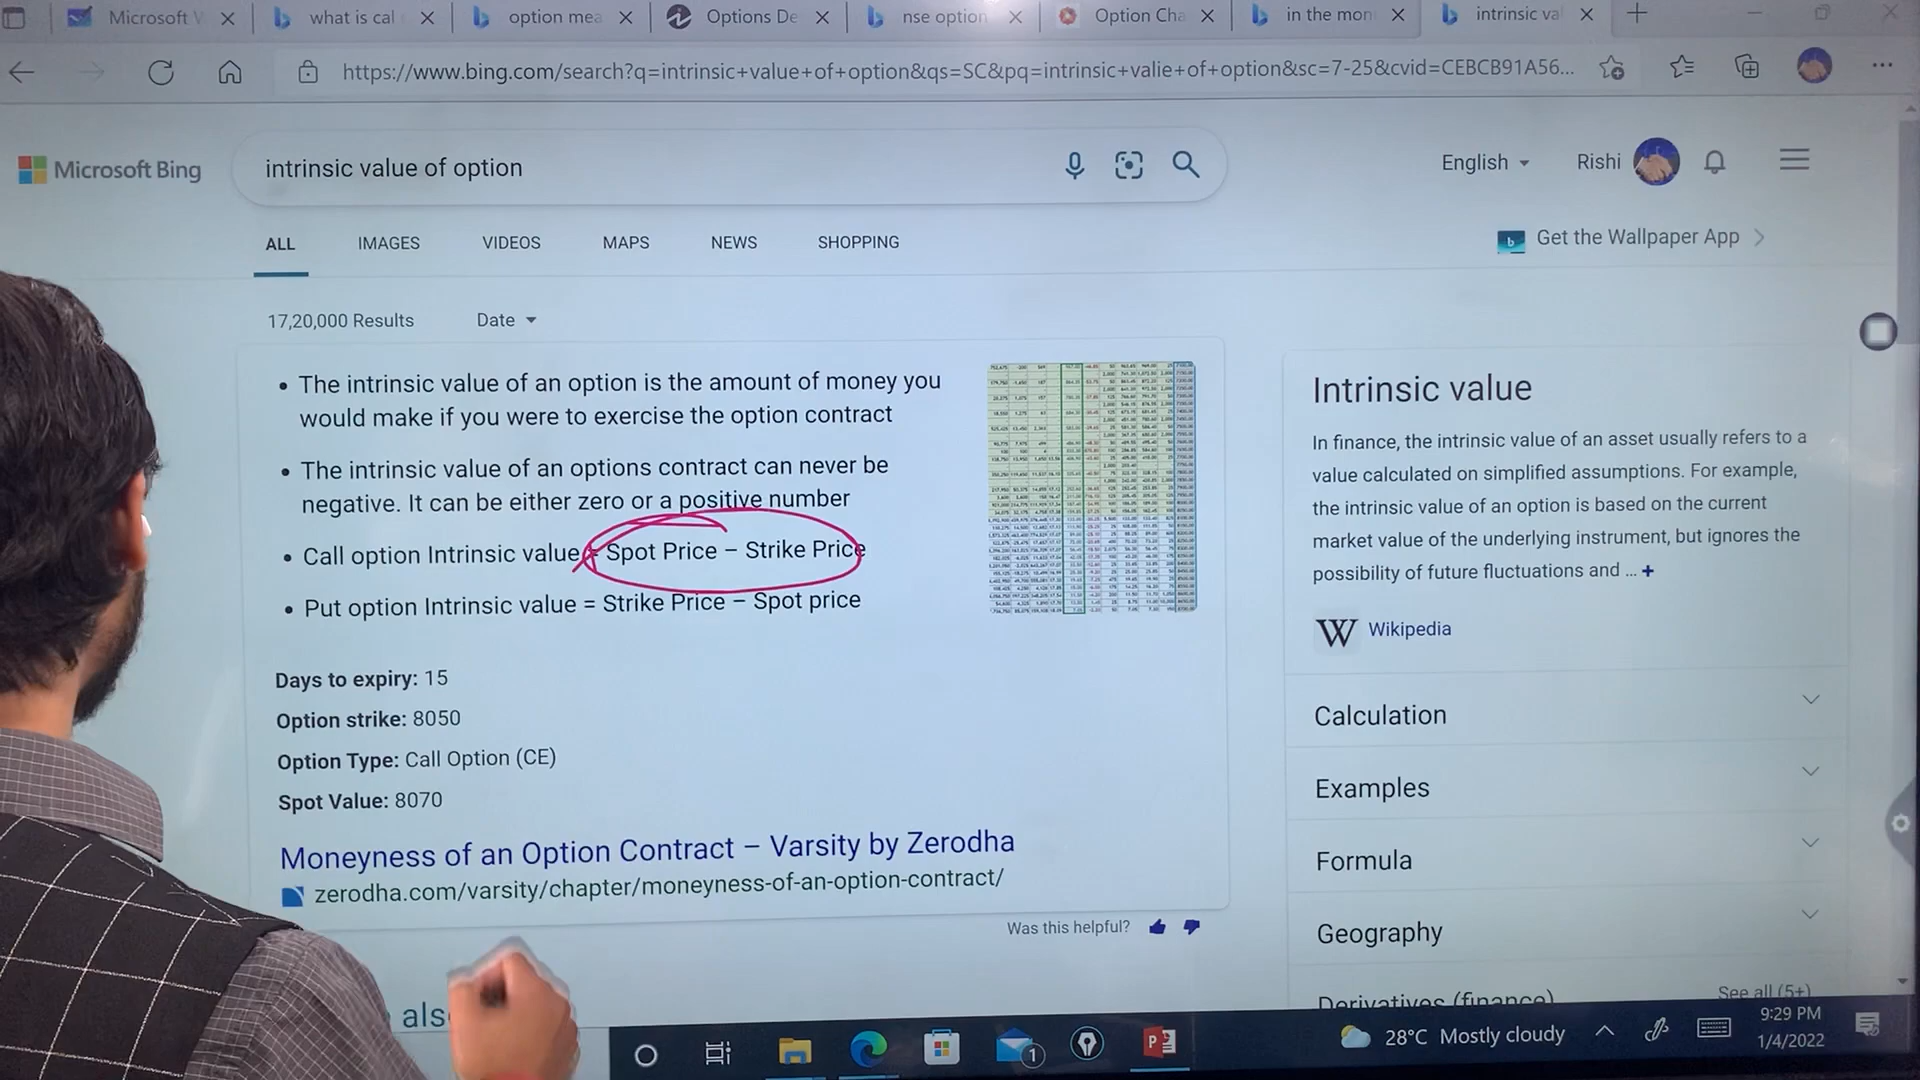 Microsoft V
what is cal
option mea
Options De
nse option
Option Cha
in the mon
intrinsic va
https://www.bing.com/search?q=intrinsic+value+of+option&qs=SC&pq=intrinsic+valie+of+option&sc=7-25&cvid=CEBCB91A56...
Microsoft Bing
intrinsic value of option
English
Rishi
ALL IMAGES VIDEOS MAPS NEWS SHOPPING
Get the Wallpaper App
17,20,000 Results
Date
• The intrinsic value of an option is the amount of money you
would make if you were to exercise the option contract
• The intrinsic value of an options contract can never be
negative. It can be either zero or a positive number
• Call option Intrinsic value = Spot Price – Strike Price
• Put option Intrinsic value = Strike Price – Spot price
Days to expiry: 15
Option strike: 8050
Option Type: Call Option (CE)
Spot Value: 8070
Moneyness of an Option Contract – Varsity by Zerodha
zerodha.com/varsity/chapter/moneyness-of-an-option-contract/
Was this helpful?
Intrinsic value
In finance, the intrinsic value of an asset usually refers to a
value calculated on simplified assumptions. For example,
the intrinsic value of an option is based on the current
market value of the underlying instrument, but ignores the
possibility of future fluctuations and ... +
W Wikipedia
Calculation
Examples
Formula
Geography
Derivatives (finance)
See all (5+)
als
1
28°C Mostly cloudy
9:29 PM
1/4/2022